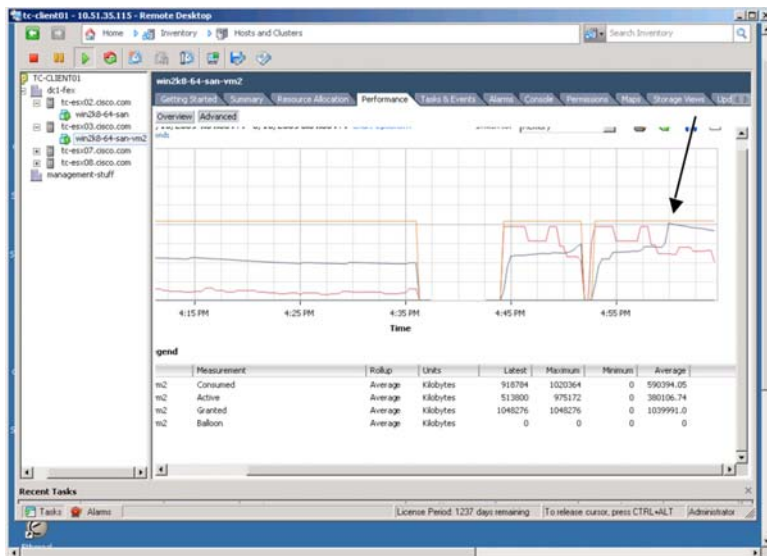 tc-client01 - 10.51.35.115 - Remote Desktop
Home Inventory Hosts and Clusters Search Inventory
TC-CLIENT01
dc1-fex
tc-esx02.cisco.com
win2k8-64-san
tc-esx03.cisco.com
win2k8-64-san-vm2
tc-esx07.cisco.com
tc-esx08.cisco.com
management-stuff
win2k8-64-san-vm2
Getting Started Summary Resource Allocation Performance Tasks & Events Alarms Console Permissions Maps Storage Views Upd
Overview Advanced
4:15 PM 4:25 PM 4:35 PM 4:45 PM 4:55 PM
Time
gend
Measurement Rollup Units Latest Maximum Minimum Average
m2 Consumed Average Kilobytes 918784 1020364 0 590394.05
m2 Active Average Kilobytes 513800 975172 0 380106.74
m2 Granted Average Kilobytes 1048276 1048276 0 1039991.0
m2 Balloon Average Kilobytes 0 0 0 0
Recent Tasks
Tasks Alarms License Period: 1237 days remaining To release cursor, press CTRL+ALT Administrator